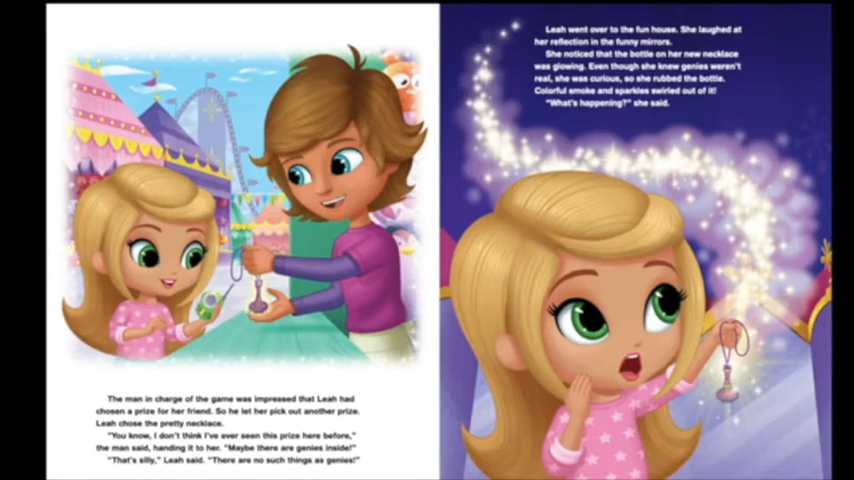 The man in charge of the game was impressed that Leah had
chosen a prize for her friend. So he let her pick out another prize.
Leah chose the pretty necklace.
"You know, I don't think I've ever seen this prize here before,"
the man said, handing it to her. "Maybe there are genies inside!"
"That's silly," Leah said. "There are no such things as genies!"
Leah went over to the fun house. She laughed at
her reflection in the funny mirrors.
She noticed that the bottle on her new necklace
was glowing. Even though she knew genies weren't
real, she was curious, so she rubbed the bottle.
Colorful smoke and sparkles swirled out of it!
"What's happening?" she said.